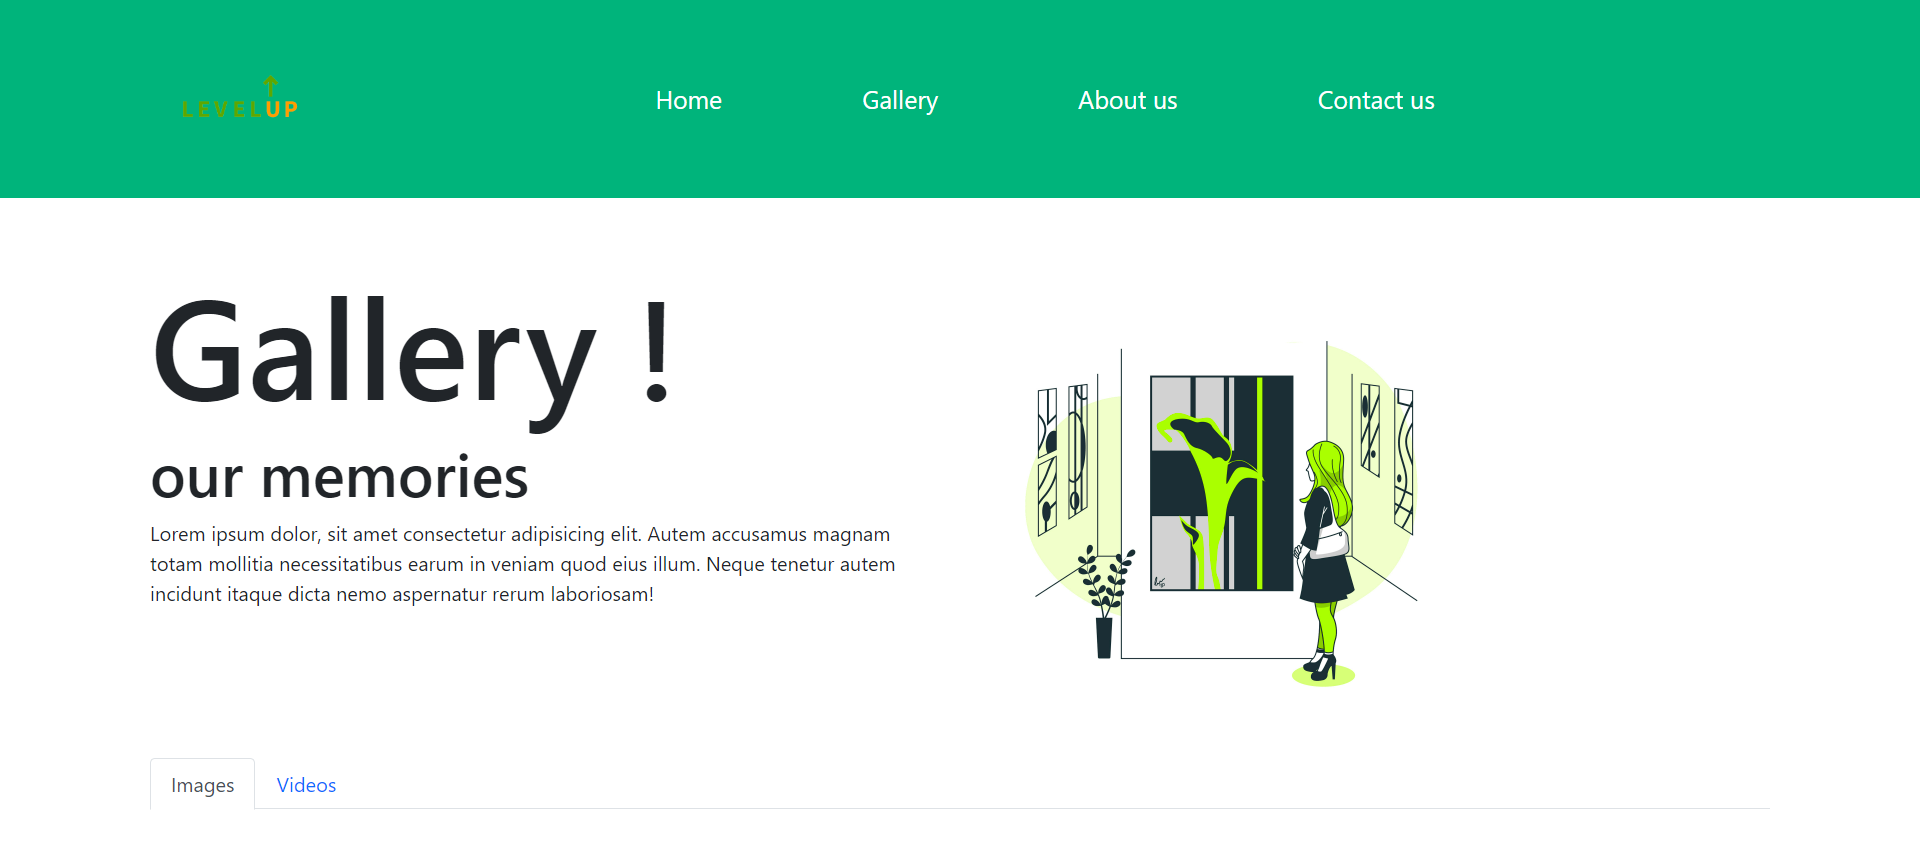 LEVELUP
Home Gallery About us Contact us
Gallery !
our memories
Lorem ipsum dolor, sit amet consectetur adipisicing elit. Autem accusamus magnam
totam mollitia necessitatibus earum in veniam quod eius illum. Neque tenetur autem
incidunt itaque dicta nemo aspernatur rerum laboriosam!
Images Videos